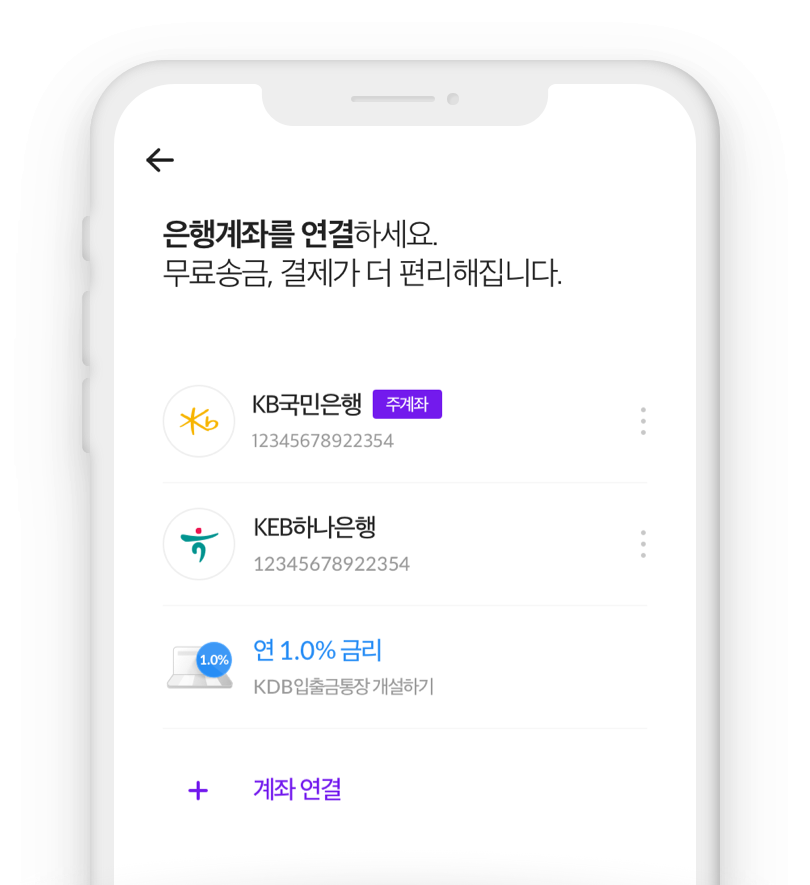 은행계좌를 연결하세요.
무료송금, 결제가 더 편리해집니다.
Kb
KB국민은행 주계좌
12345678922354
KEB하나은행
12345678922354
1.0%
연 1.0% 금리
KDB입출금통장 개설하기
+ 계좌 연결